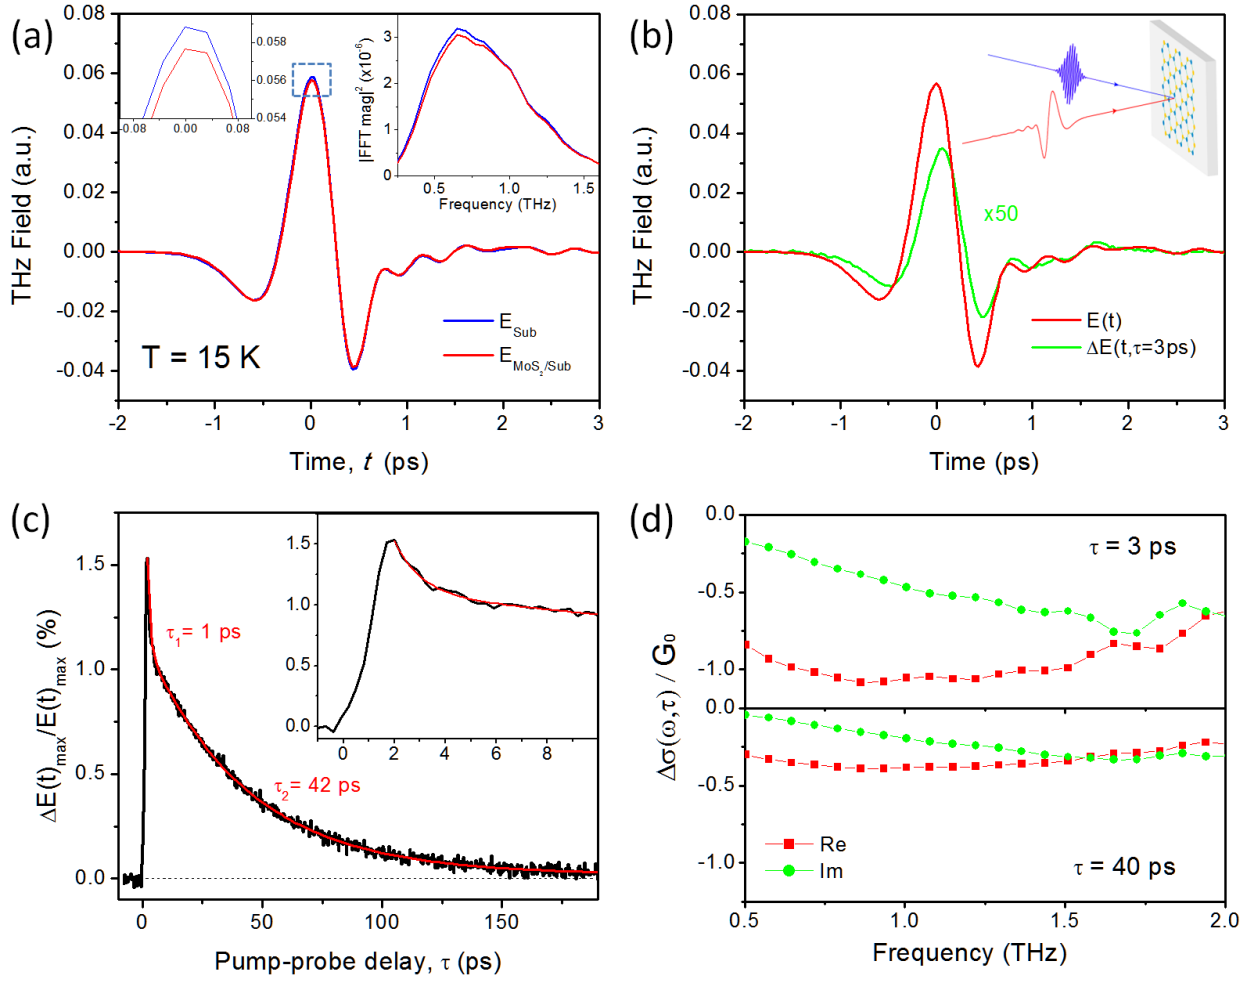 (a)
0.08
0.06
0.04
0.02
0.00
-0.02
-0.04
THz Field (a.u.)
0.058
0.056
0.054
-0.08
0.00
0.08
|FFT mag|² (x10⁻⁶)
3
2
1
0
0.5
1.0
1.5
Frequency (THz)
E_Sub
E_MoS₂/Sub
T = 15 K
-2
-1
0
1
2
3
Time, t (ps)
(b)
0.08
0.06
0.04
0.02
0.00
-0.02
-0.04
THz Field (a.u.)
x50
E(t)
ΔE(t,τ=3ps)
-2
-1
0
1
2
3
Time (ps)
(c)
1.5
1.0
0.5
0.0
ΔE(t)max/E(t)max (%)
τ₁= 1 ps
τ₂= 42 ps
1.5
1.0
0.5
0.0
0
2
4
6
8
0
50
100
150
Pump-probe delay, τ (ps)
(d)
0.0
-0.5
-1.0
0.0
-0.5
-1.0
Δσ(ω,τ) / G₀
τ = 3 ps
Re
Im
τ = 40 ps
0.5
1.0
1.5
2.0
Frequency (THz)